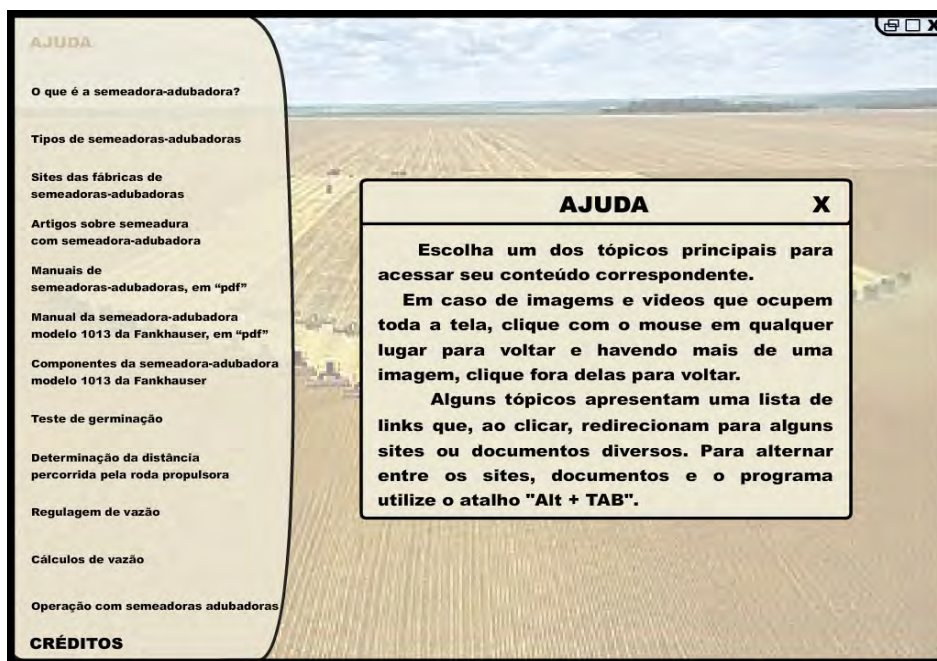 AJUDA
O que é a semeadora-adubadora?
Tipos de semeadoras-adubadoras
Sites das fábricas de
semeadoras-adubadoras
Artigos sobre semeadura
com semeadora-adubadora
Manuais de
semeadoras-adubadoras, em “pdf”
Manual da semeadora-adubadora
modelo 1013 da Fankhauser, em “pdf”
Componentes da semeadora-adubadora
modelo 1013 da Fankhauser
Teste de germinação
Determinação da distância
percorrida pela roda propulsora
Regulagem de vazão
Cálculos de vazão
Operação com semeadoras adubadoras
CRÉDITOS
X
AJUDA X
Escolha um dos tópicos principais para
acessar seu conteúdo correspondente.
Em caso de imagems e videos que ocupem
toda a tela, clique com o mouse em qualquer
lugar para voltar e havendo mais de uma
imagem, clique fora delas para voltar.
Alguns tópicos apresentam uma lista de
links que, ao clicar, redirecionam para alguns
sites ou documentos diversos. Para alternar
entre os sites, documentos e o programa
utilize o atalho "Alt + TAB".